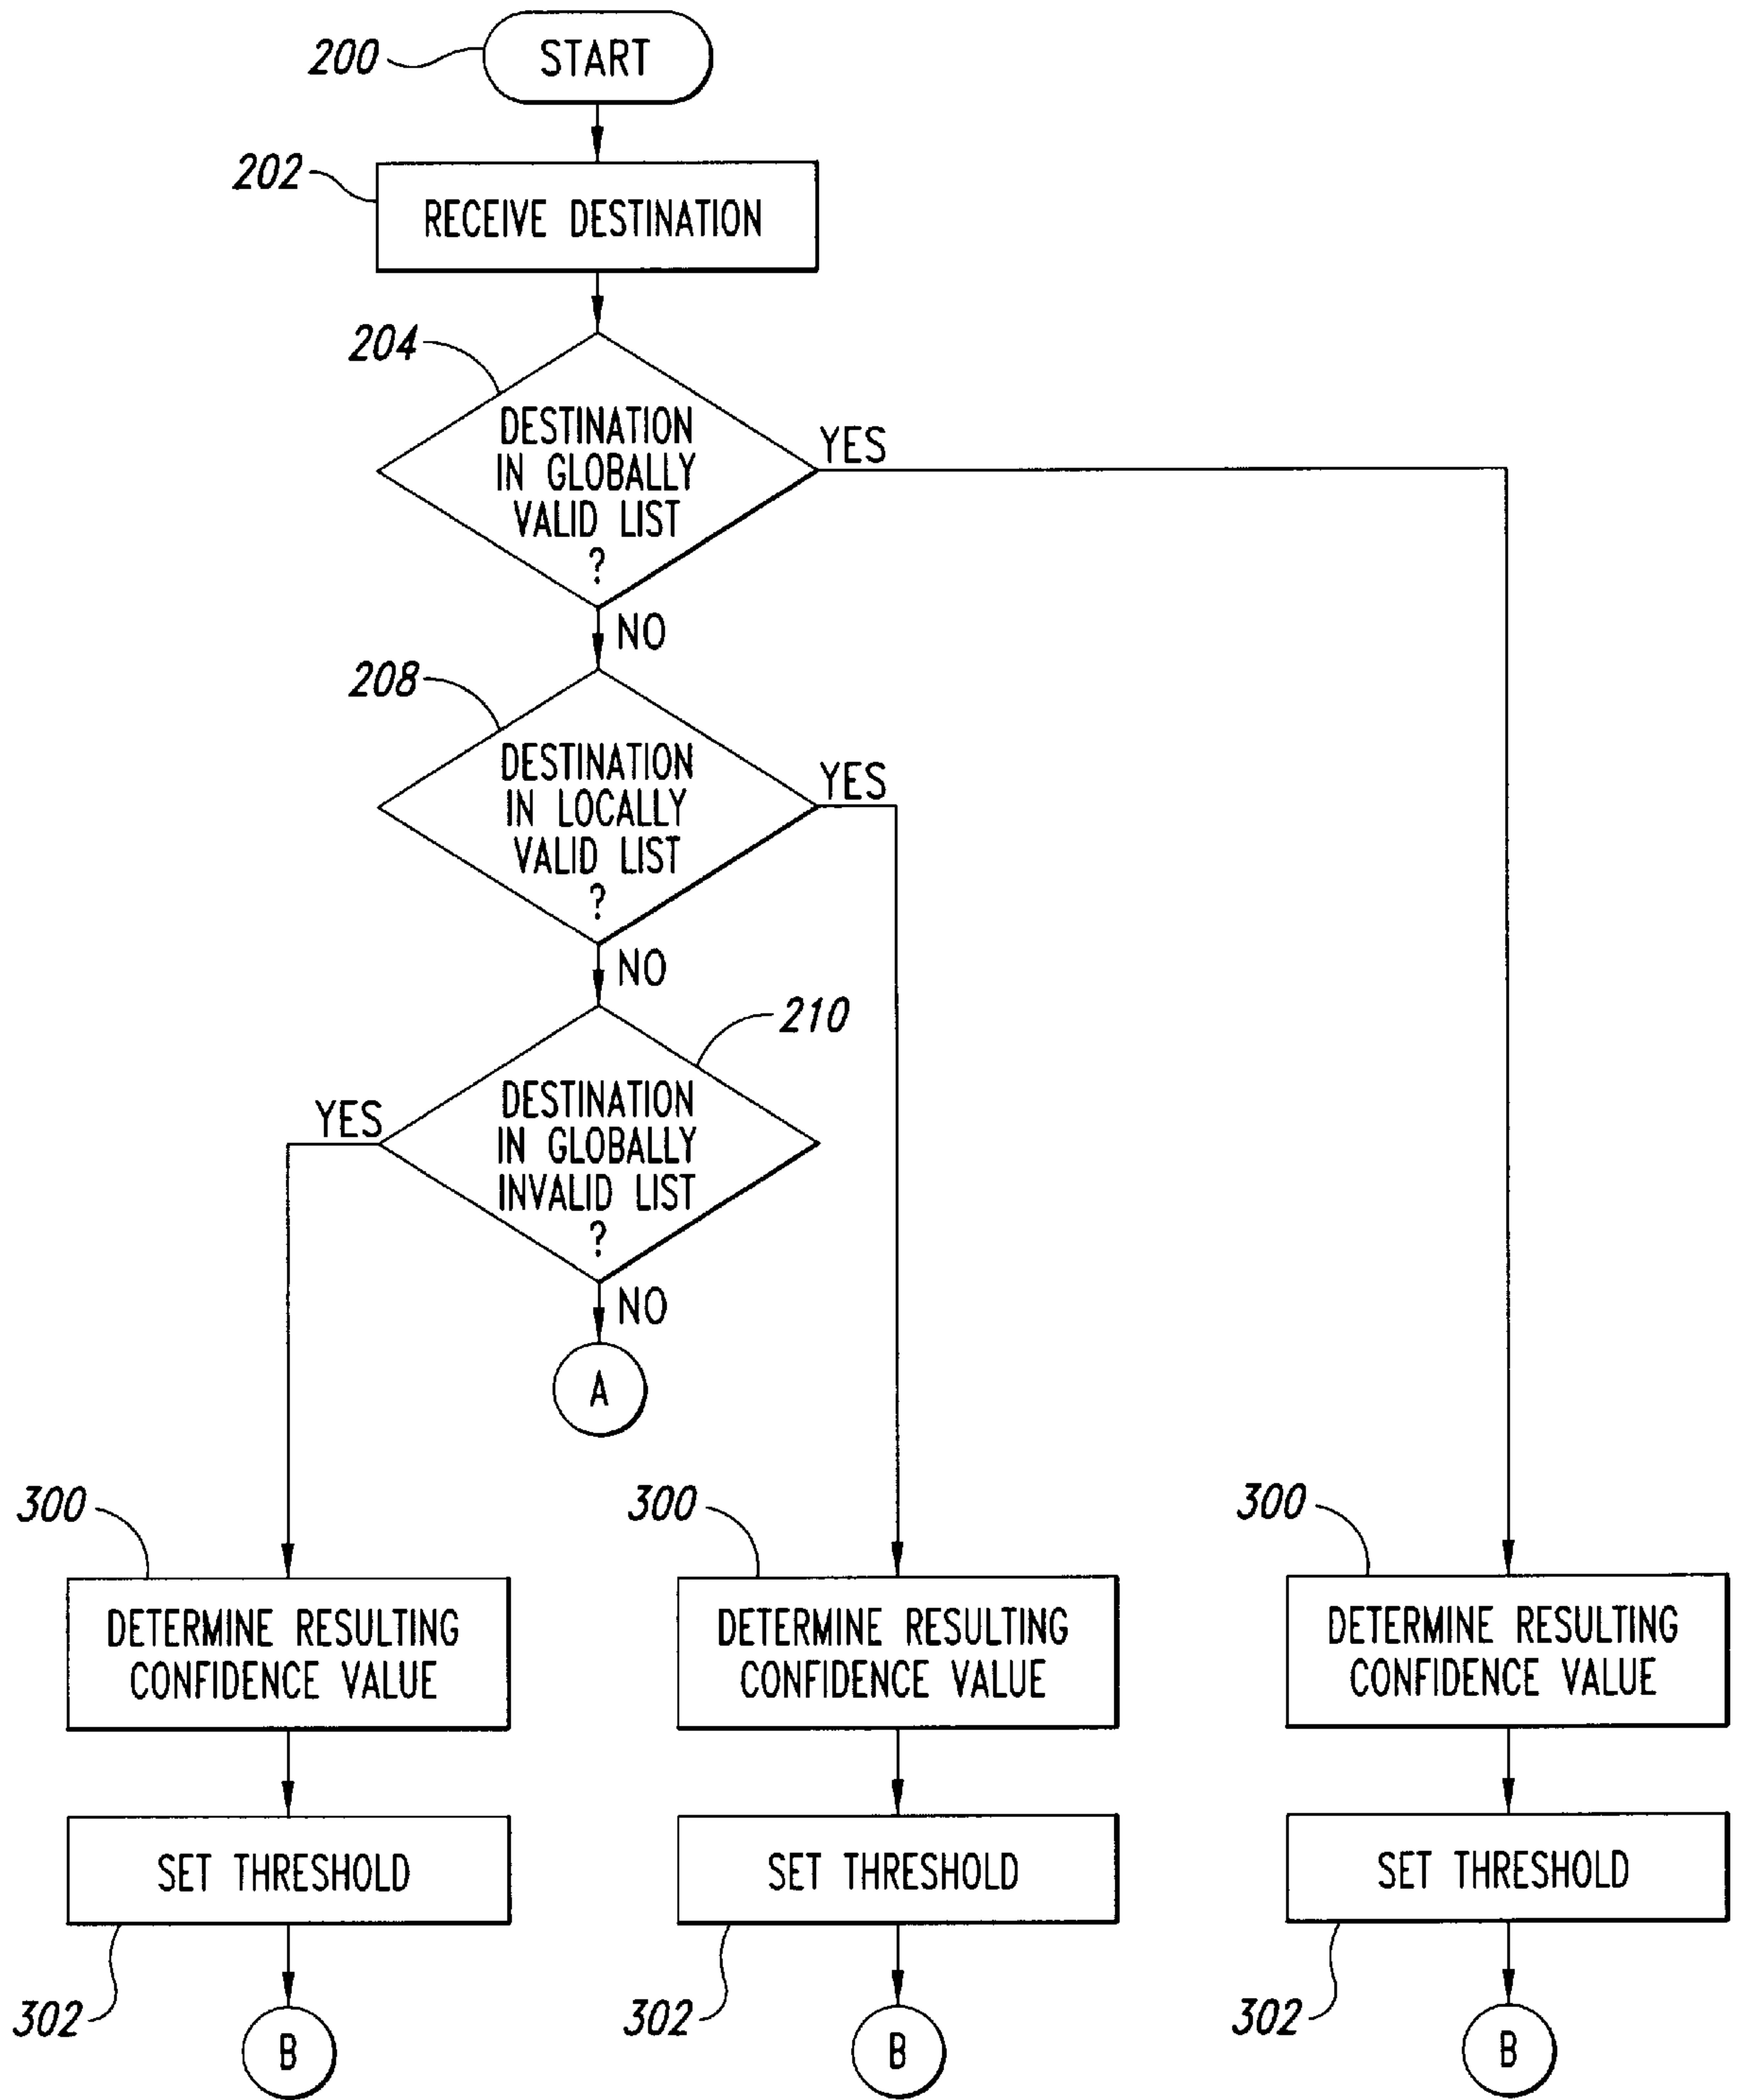 200
START
202
RECEIVE DESTINATION
204
DESTINATION
IN GLOBALLY
VALID LIST
?
YES
NO
208
DESTINATION
IN LOCALLY
VALID LIST
?
YES
NO
210
DESTINATION
IN GLOBALLY
INVALID LIST
?
YES
NO
A
300
DETERMINE RESULTING
CONFIDENCE VALUE
300
DETERMINE RESULTING
CONFIDENCE VALUE
300
DETERMINE RESULTING
CONFIDENCE VALUE
SET THRESHOLD
302
SET THRESHOLD
302
SET THRESHOLD
302
B
B
B